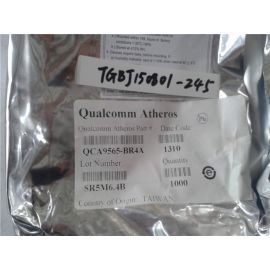 TGBJ150801-245
Qualcomm Atheros
Qualcomm Atheros Part # Date Code
QCA9565-BR4A 1310
Lot Number Quantity
SR5M6.4B 1000
Country of Origin: TAIWAN